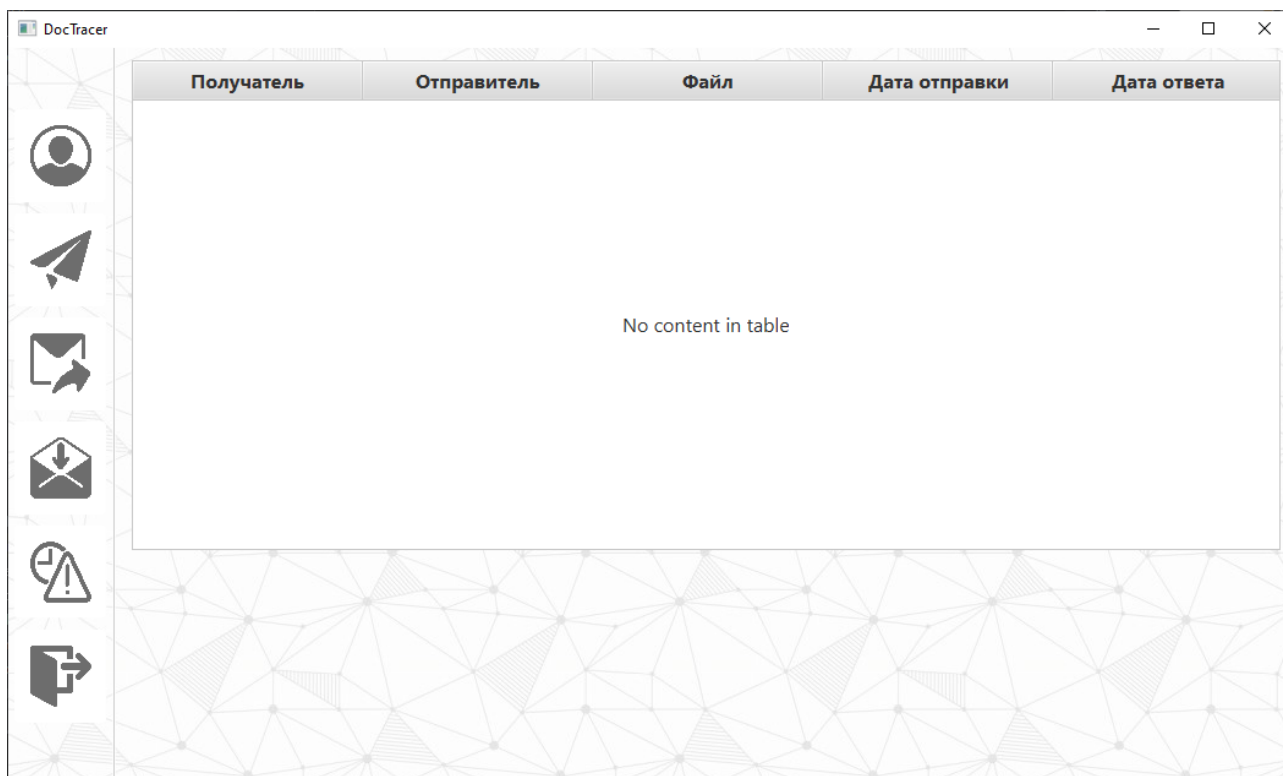 DocTracer
Получатель Отправитель Файл Дата отправки Дата ответа
No content in table